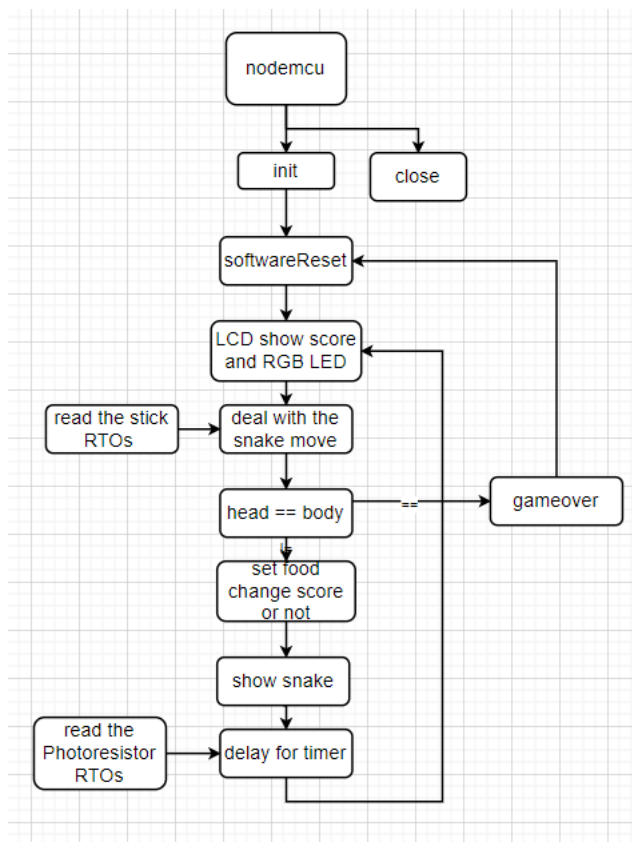 nodemcu
init
close
softwareReset
LCD show score
and RGB LED
read the stick
RTOs
deal with the
snake move
head == body
==
gameover
!=
set food
change score
or not
show snake
read the
Photoresistor
RTOs
delay for timer